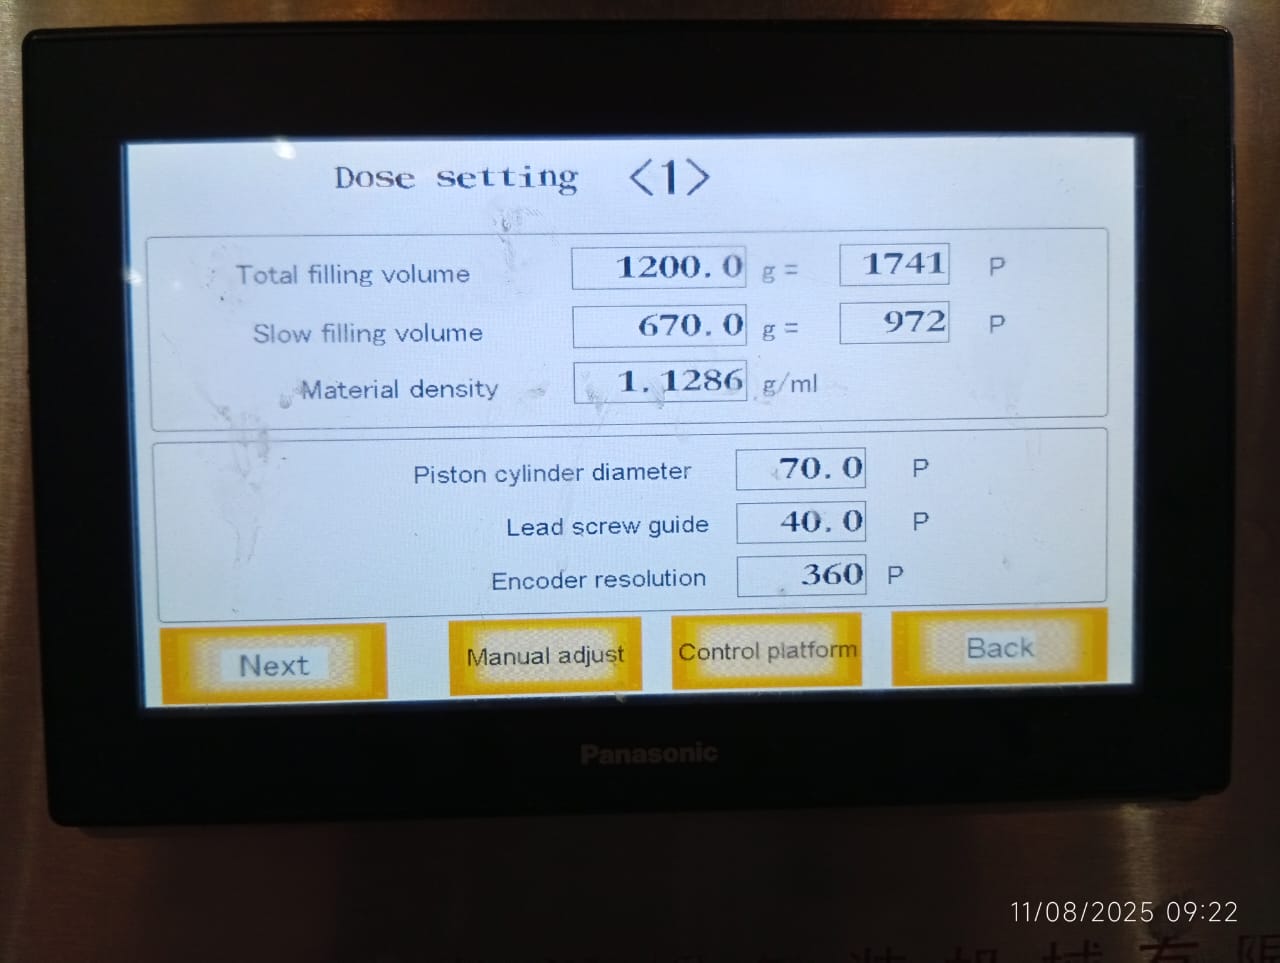 Dose setting <1>
Total filling volume 1200.0 g = 1741 P
Slow filling volume 670.0 g = 972 P
Material density 1.1286 g/ml
Piston cylinder diameter 70.0 P
Lead screw guide 40.0 P
Encoder resolution 360 P
Next Manual adjust Control platform Back
Panasonic
11/08/2025 09:22